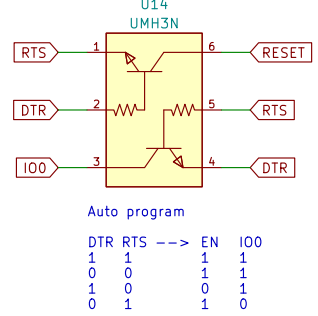 U14
UMH3N
RTS 1 6 RESET
DTR 2 5 RTS
IO0 3 4 DTR
Auto program
DTR RTS --> EN IO0
1 1 1 1
0 0 1 1
1 0 0 1
0 1 1 0